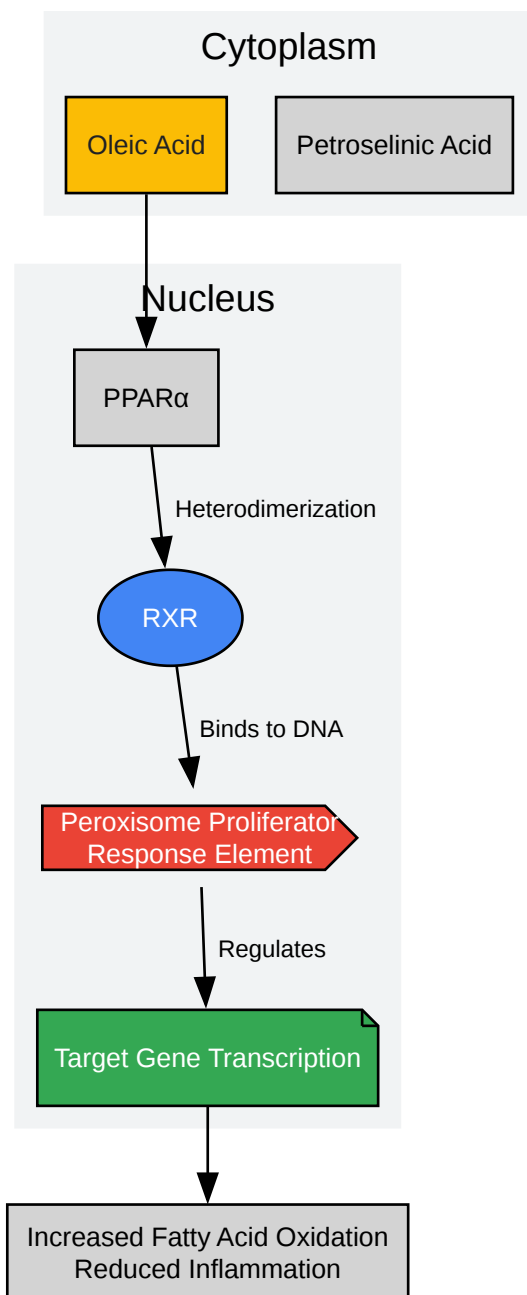 Cytoplasm
Oleic Acid
Petroselinic Acid
Nucleus
PPARα
Heterodimerization
RXR
Binds to DNA
Peroxisome Proliferator
Response Element
Regulates
Target Gene Transcription
Increased Fatty Acid Oxidation
Reduced Inflammation